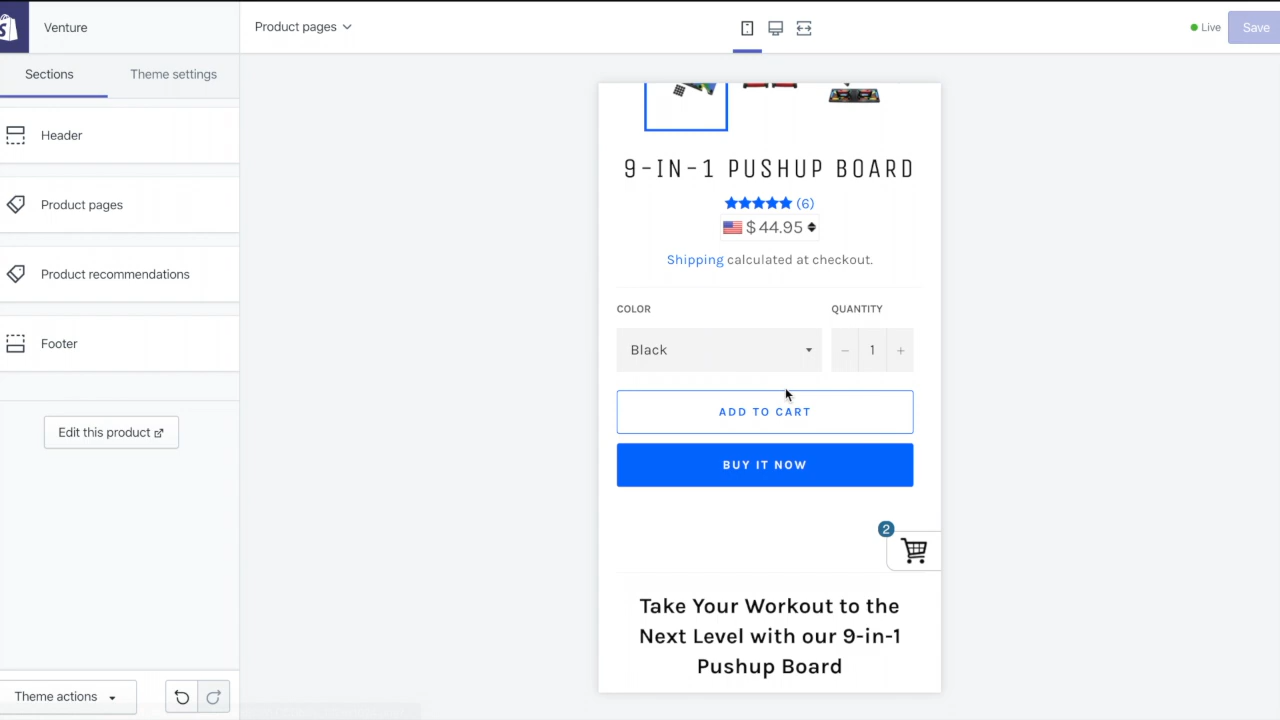 Venture
Product pages
Live
Save
Sections
Theme settings
Header
Product pages
Product recommendations
Footer
Edit this product
Theme actions
9-IN-1 PUSHUP BOARD
(6)
$ 44.95
Shipping calculated at checkout.
COLOR
QUANTITY
Black
− 1 +
ADD TO CART
BUY IT NOW
2
Take Your Workout to the
Next Level with our 9-in-1
Pushup Board